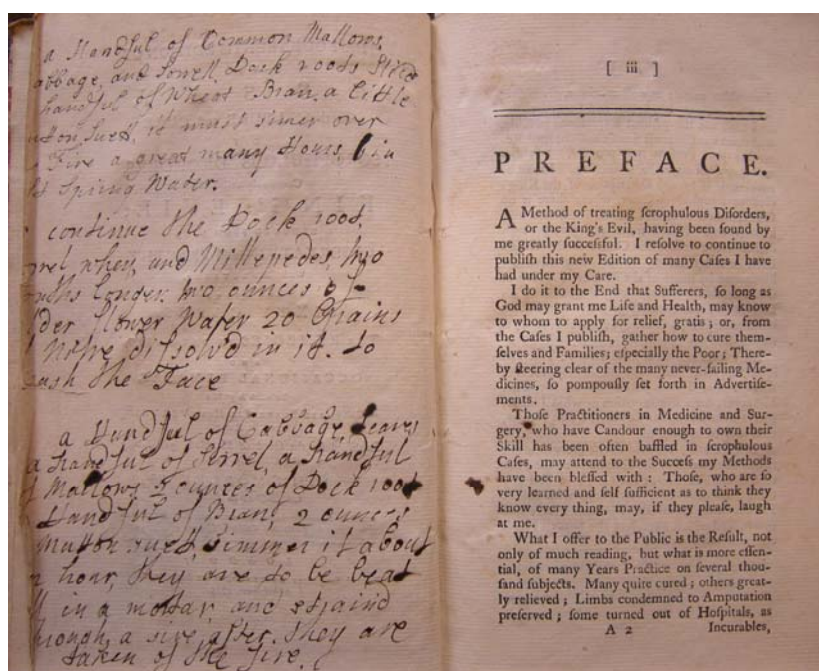 a Handful of Common Mallows,
and Sorrell, Dock roots
handful of Wheat Bran, a little
suet, it must simer over
Fire a great many Hours, in
Spring Water.
continue the Dock root,
whey, and Millepedes, two
longer, two ounces of
flower Water 20 Grains
dissolv'd in it. to
the Face
a Handful of Cabbage Leaves
a handful of Sorrel, a handful
Mallows 5 ounces of Dock root
Handful of Bran, 2 ounces
Mutton suett, Simmer it about
hour, they are to be beat
in a mortar, and straind
a sive, after they are
taken of the fire.
[ iii ]
PREFACE.
A Method of treating ſcrophulous Diſorders,
or the King's Evil, having been found by
me greatly ſucceſsful. I reſolve to continue to
publiſh this new Edition of many Caſes I have
had under my Care.
I do it to the End that Sufferers, ſo long as
God may grant me Life and Health, may know
to whom to apply for relief, gratis; or, from
the Caſes I publiſh, gather how to cure them-
ſelves and Families; eſpecially the Poor; There-
by ſteering clear of the many never-failing Me-
dicines, ſo pompouſly ſet forth in Advertiſe-
ments.
Thoſe Practitioners in Medicine and Sur-
gery, who have Candour enough to own their
Skill has been often baffled in ſcrophulous
Caſes, may attend to the Succeſs my Methods
have been bleſſed with: Thoſe, who are ſo
very learned and ſelf ſufficient as to think they
know every thing, may, if they pleaſe, laugh
at me.
What I offer to the Public is the Reſult, not
only of much reading, but what is more eſſen-
tial, of many Years Practice on ſeveral thou-
ſand ſubjects. Many quite cured; others great-
ly relieved; Limbs condemned to Amputation
preſerved; ſome turned out of Hoſpitals, as
A 2 Incurables,